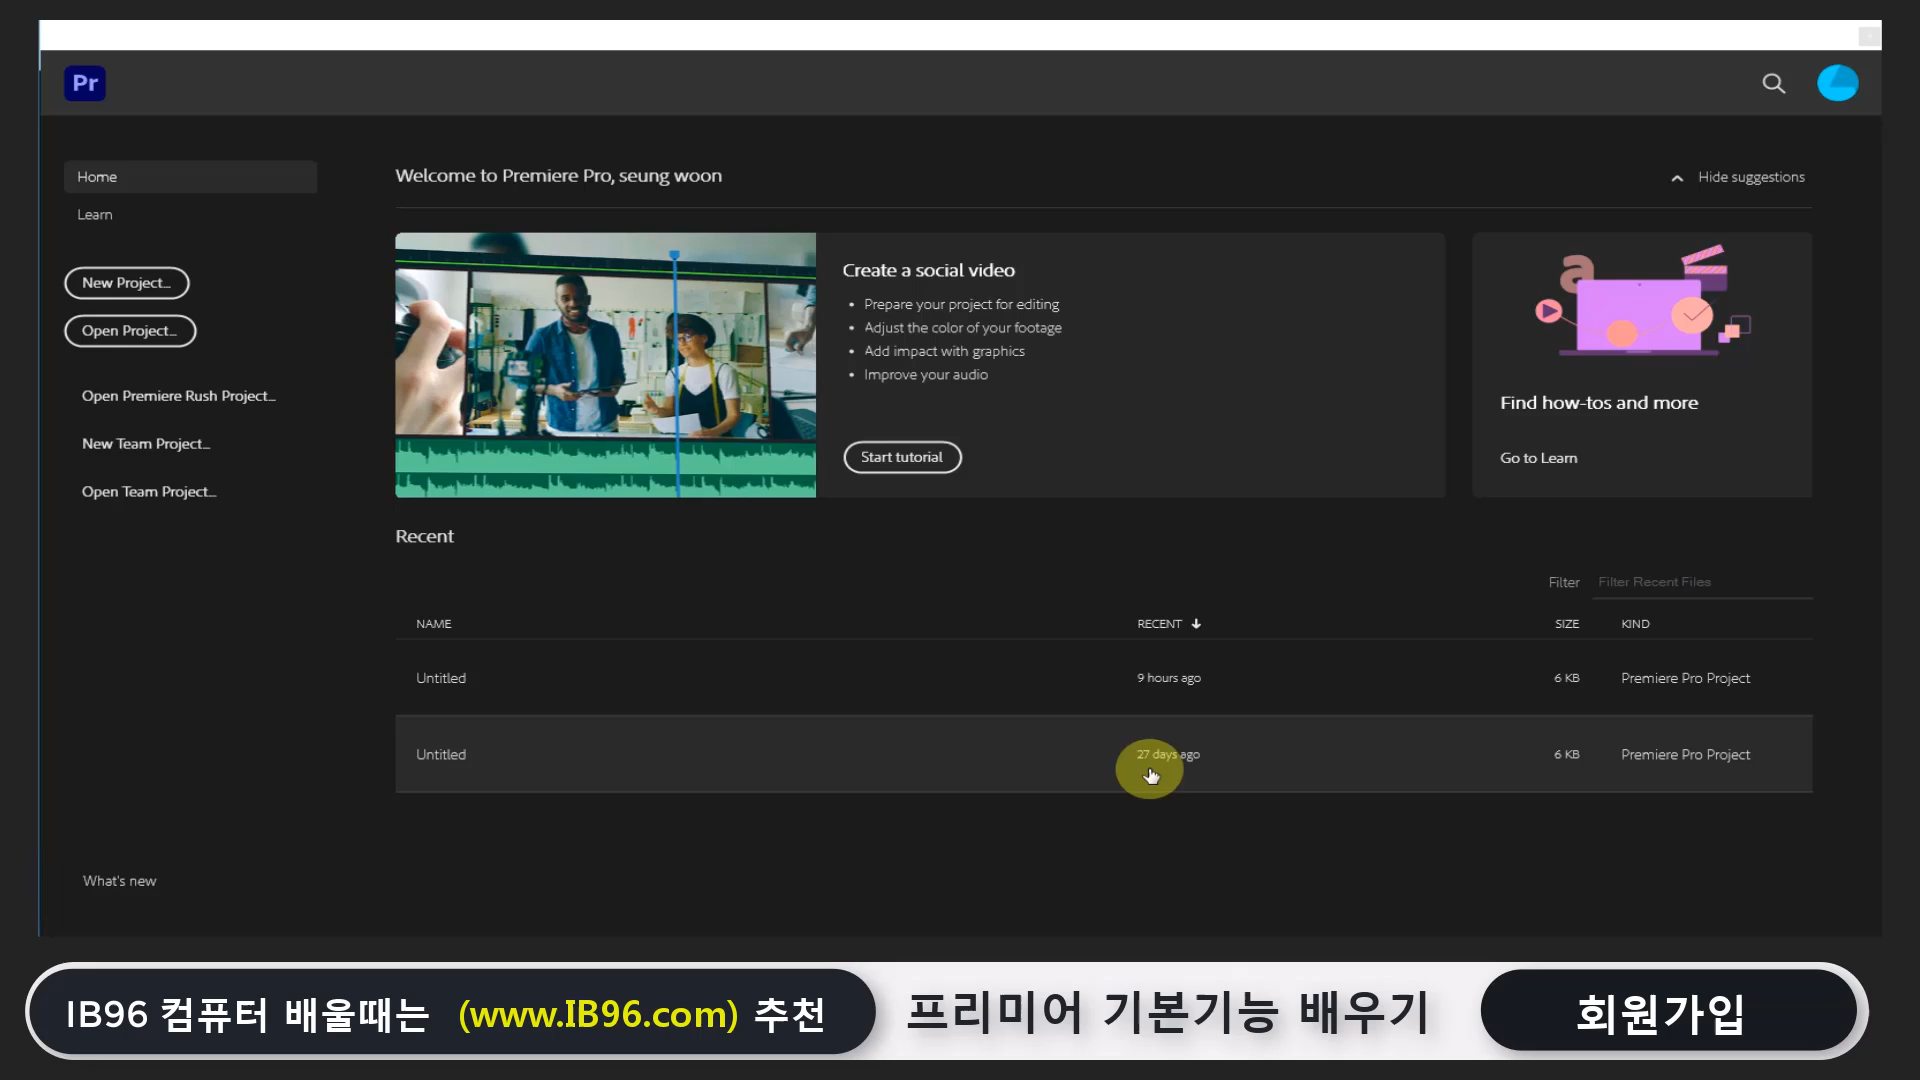 Pr
Home
Learn
New Project...
Open Project...
Open Premiere Rush Project...
New Team Project...
Open Team Project...
What's new
Welcome to Premiere Pro, seung woon
Hide suggestions
Create a social video
• Prepare your project for editing
• Adjust the color of your footage
• Add impact with graphics
• Improve your audio
Start tutorial
Find how-tos and more
Go to Learn
Recent
Filter Filter Recent Files
NAME RECENT SIZE KIND
Untitled 9 hours ago 6 KB Premiere Pro Project
Untitled 27 days ago 6 KB Premiere Pro Project
IB96 컴퓨터 배울때는 (www.IB96.com) 추천
프리미어 기본기능 배우기
회원가입